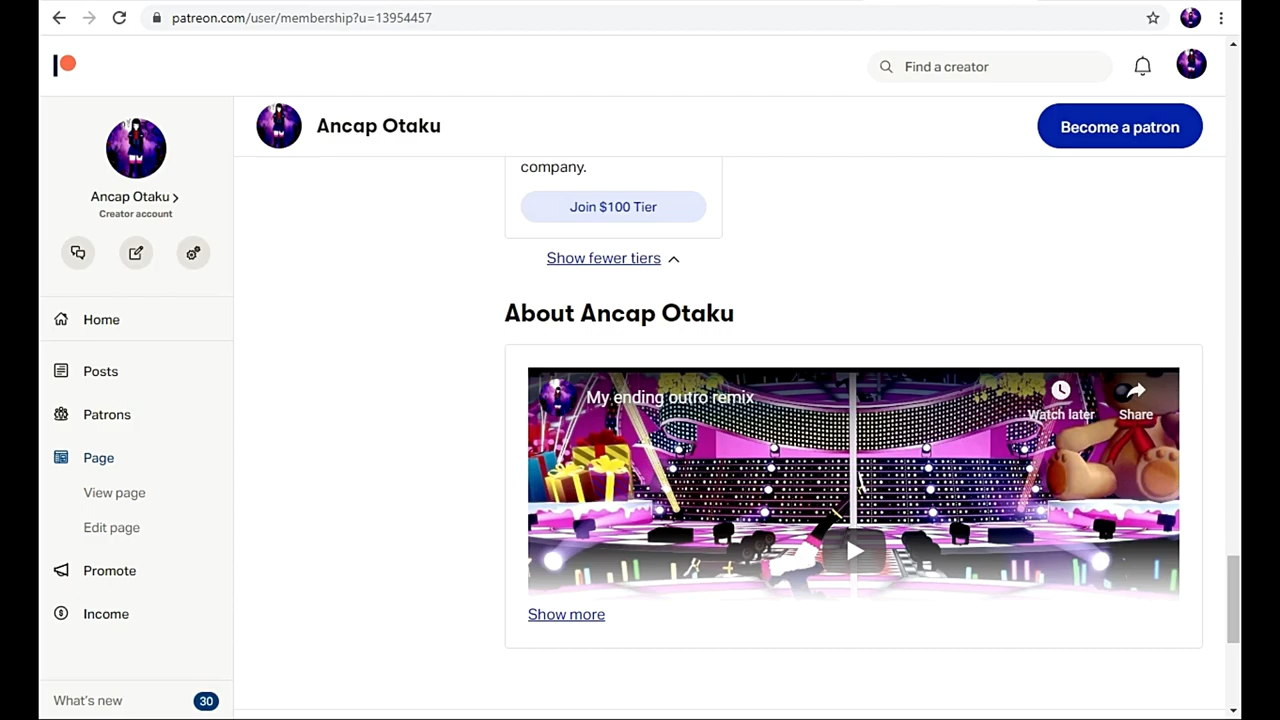 patreon.com/user/membership?u=13954457
Find a creator
Ancap Otaku
Creator account
Home
Posts
Patrons
Page
View page
Edit page
Promote
Income
What's new
30
Ancap Otaku
Become a patron
company.
Join $100 Tier
Show fewer tiers
About Ancap Otaku
My ending outro remix
Watch later
Share
Show more